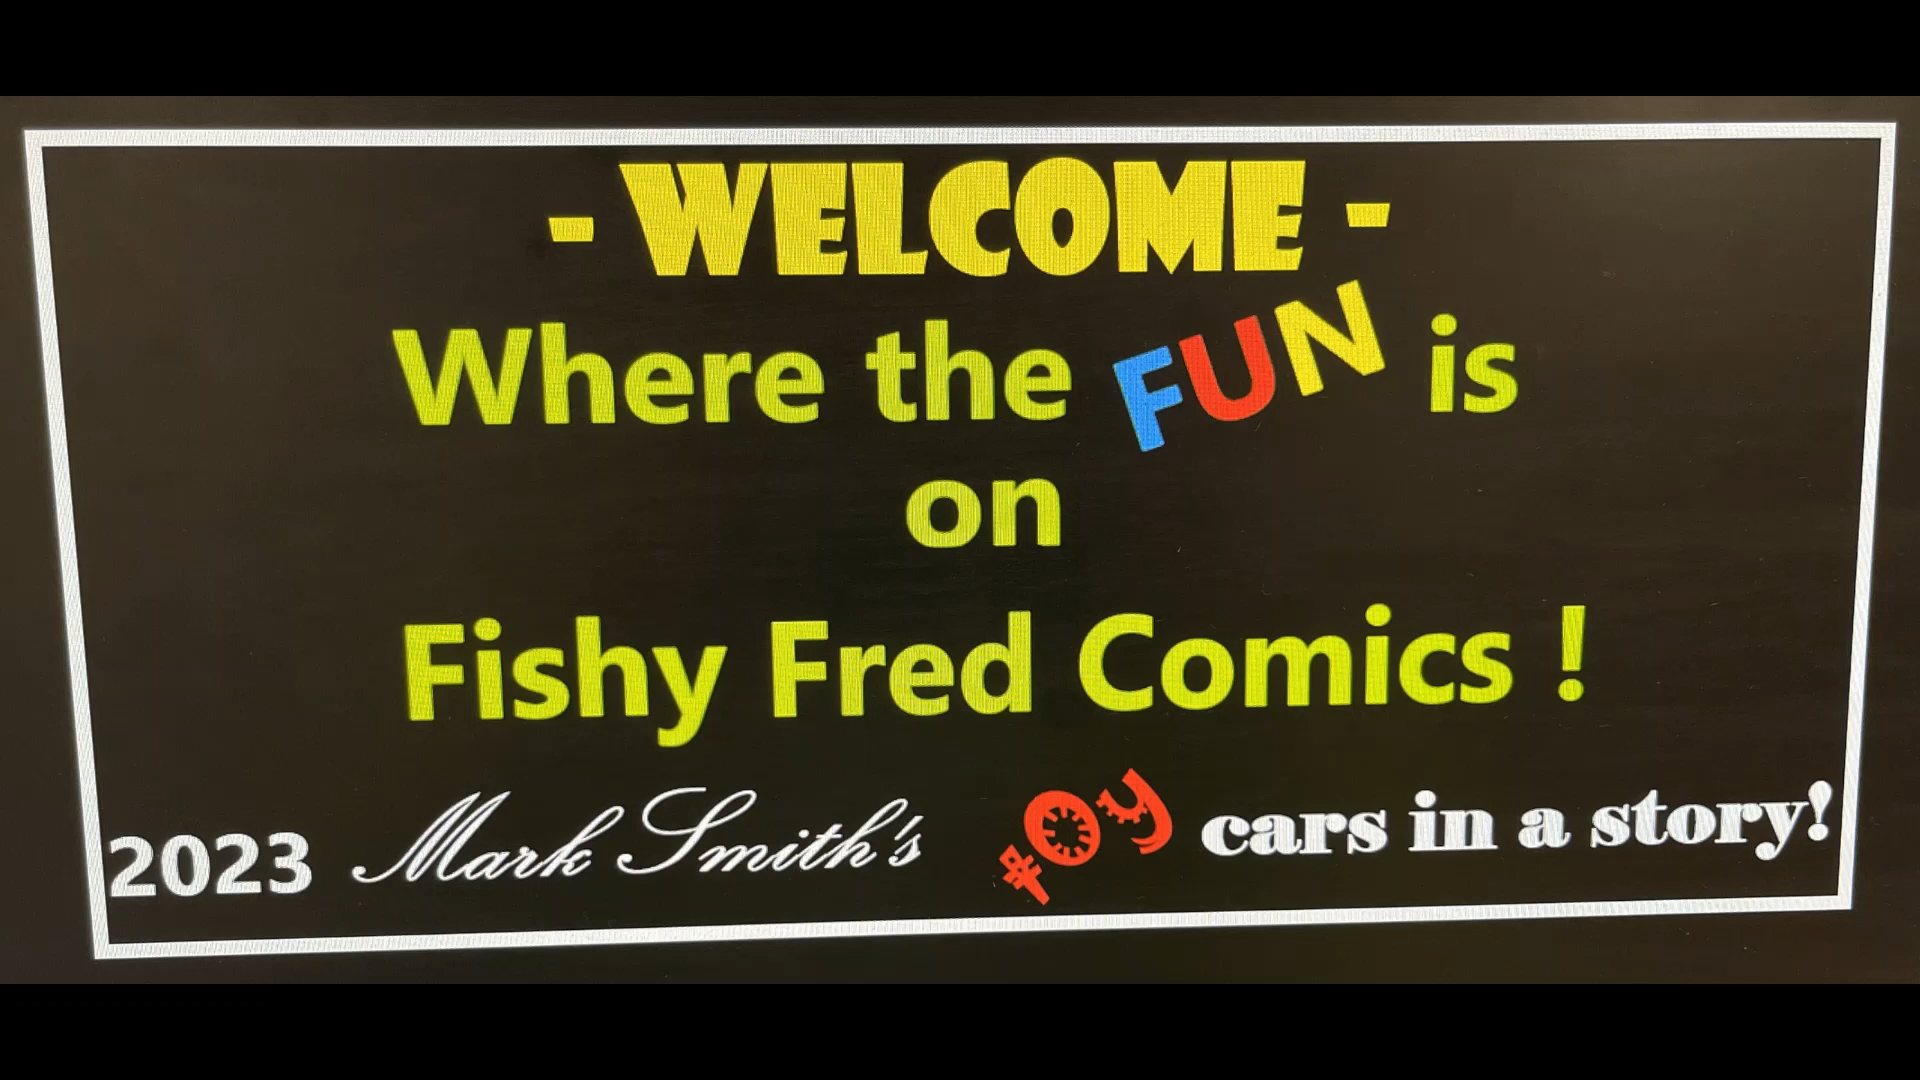 - WELCOME -
Where the FUN is
on
Fishy Fred Comics !
2023 Mark Smith's tOy cars in a story!